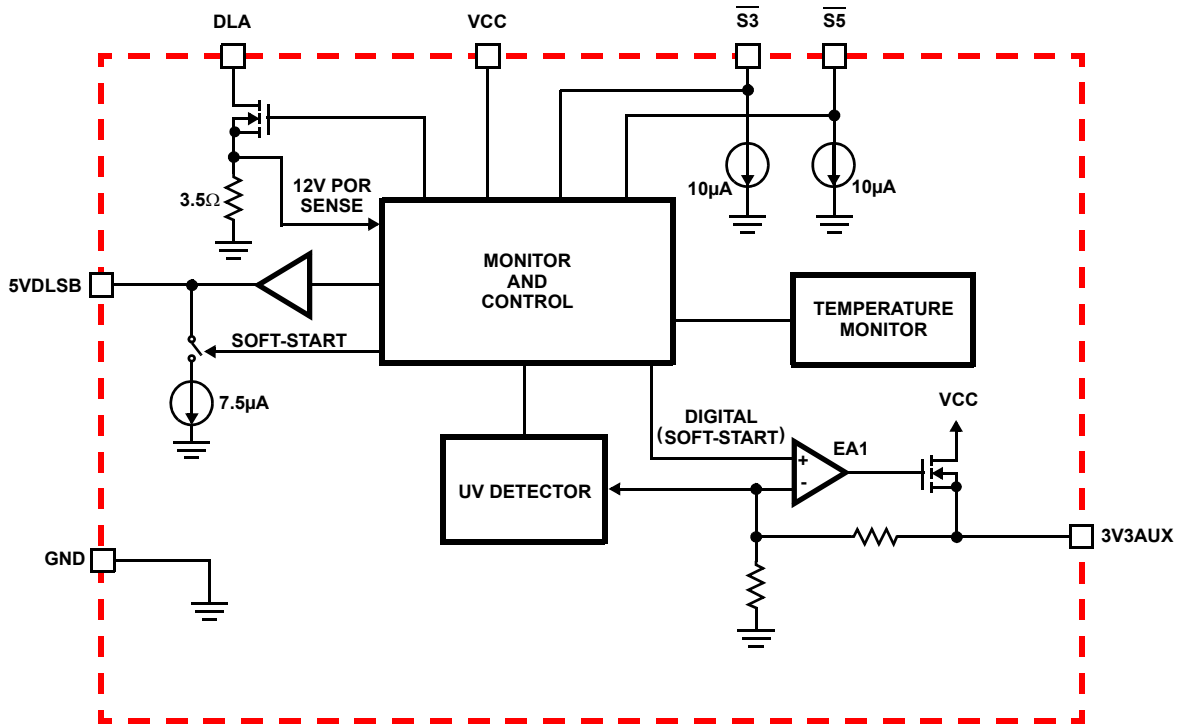 DLA
VCC
S3
S5
3.5Ω
12V POR
SENSE
10µA
10µA
5VDLSB
MONITOR
AND
CONTROL
TEMPERATURE
MONITOR
SOFT-START
7.5µA
DIGITAL
(SOFT-START)
VCC
EA1
+
-
UV DETECTOR
3V3AUX
GND